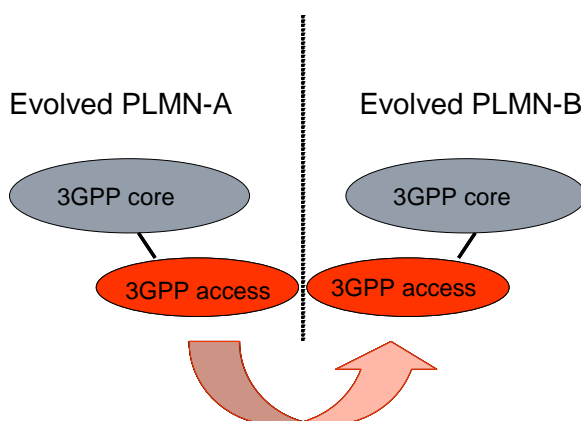 Evolved PLMN-A
Evolved PLMN-B
3GPP core
3GPP core
3GPP access
3GPP access